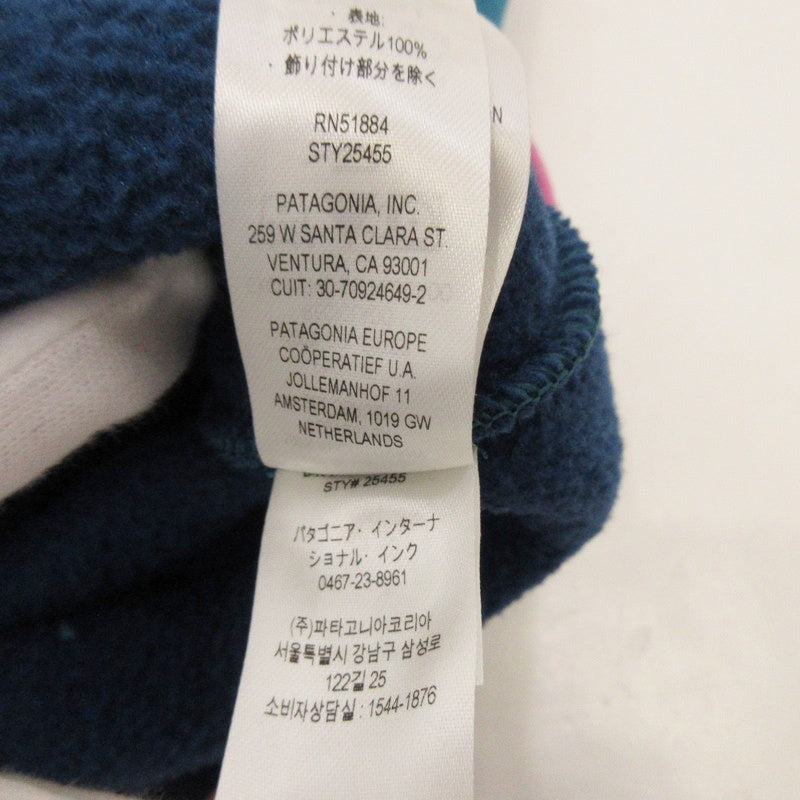 ・表地:
ポリエステル100%
・飾り付け部分を除く
RN51884
STY25455
PATAGONIA, INC.
259 W SANTA CLARA ST.
VENTURA, CA 93001
CUIT: 30-70924649-2
PATAGONIA EUROPE
COÖPERATIEF U.A.
JOLLEMANHOF 11
AMSTERDAM, 1019 GW
NETHERLANDS
N
STY# 25455
パタゴニア・インターナ
ショナル・インク
0467-23-8961
(주)파타고니아코리아
서울특별시 강남구 삼성로
122길 25
소비자상담실 : 1544-1876